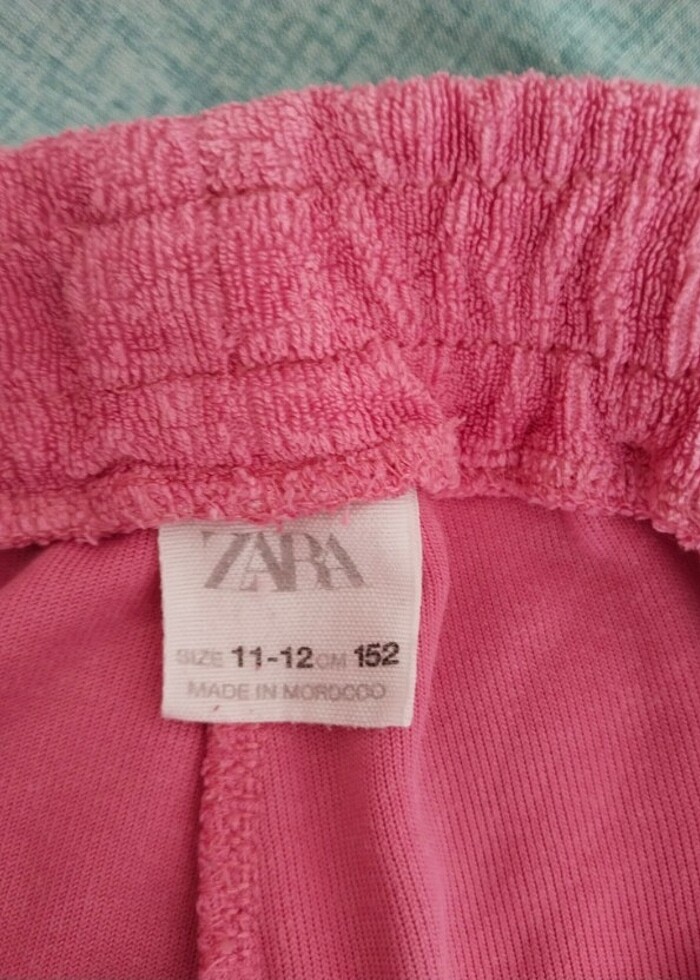 ZARA
SIZE 11-12 CM 152
MADE IN MOROCCO